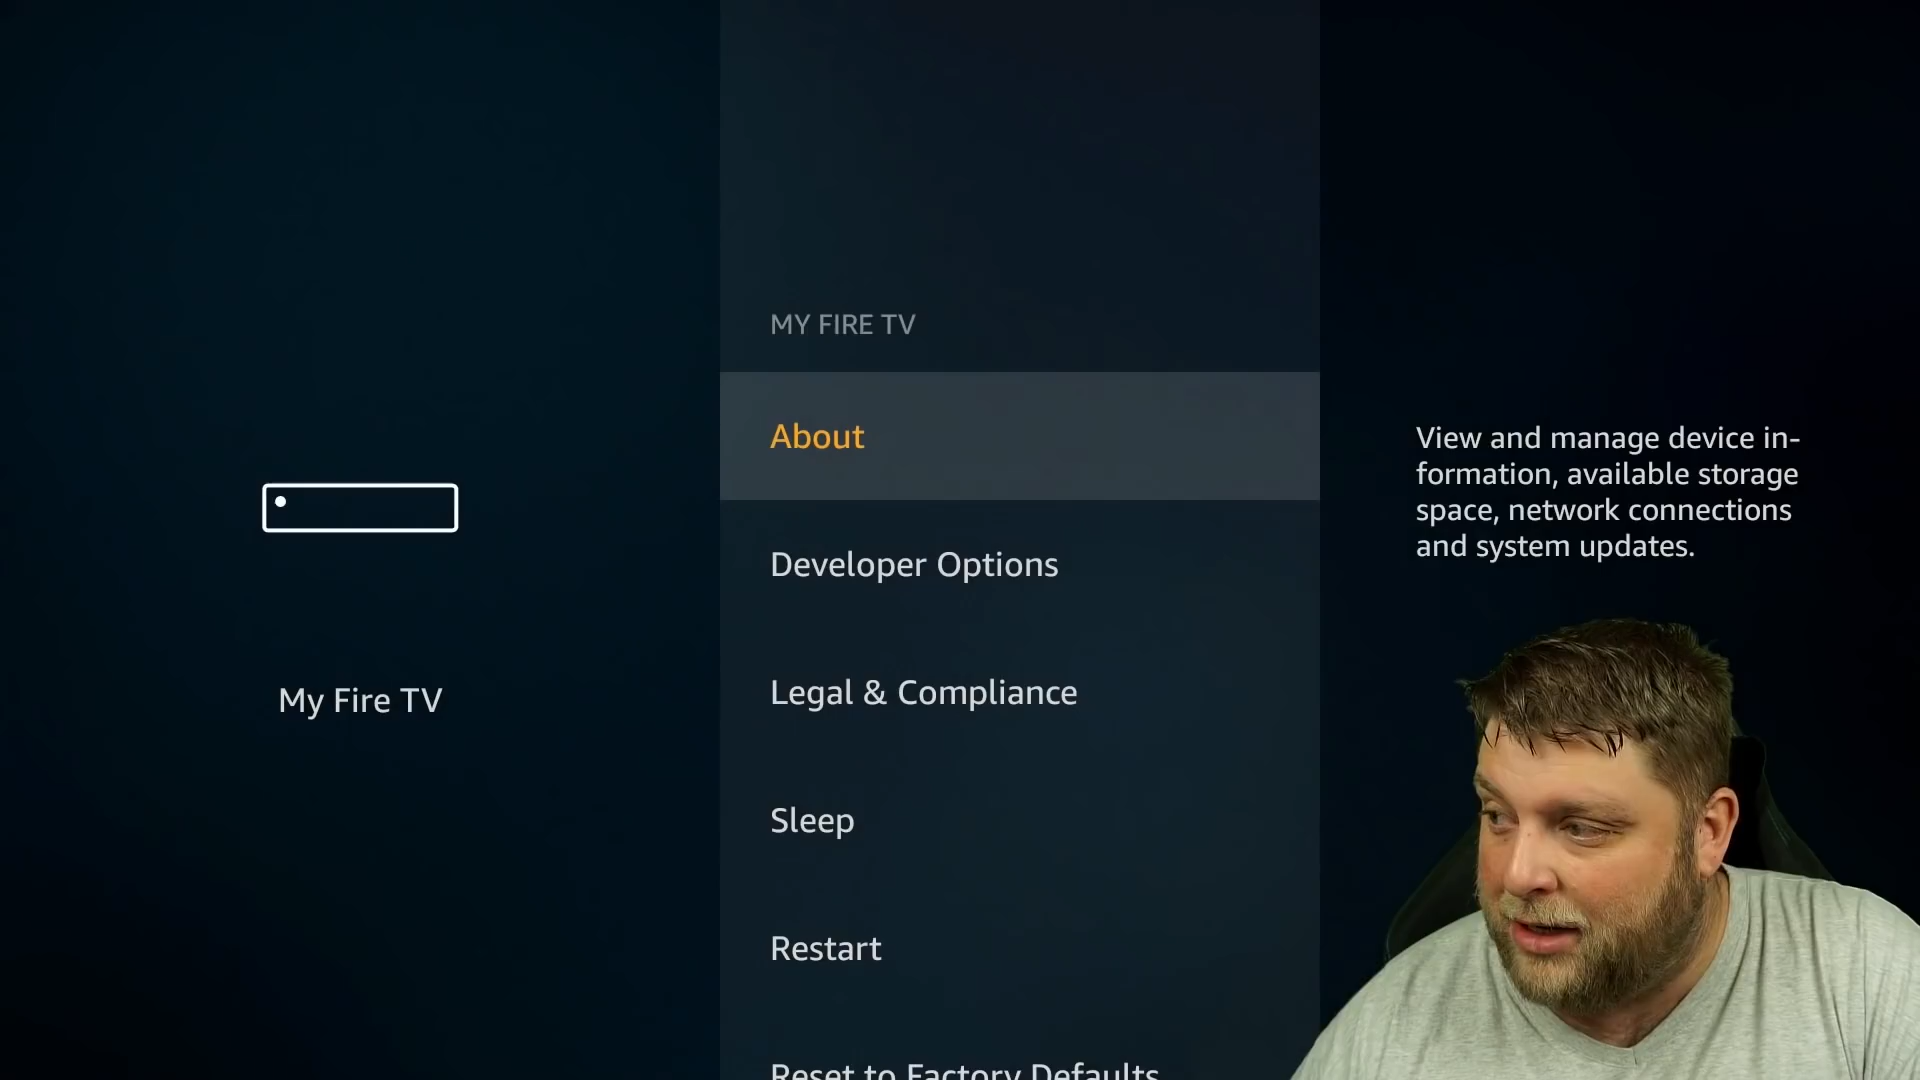 MY FIRE TV
About
Developer Options
Legal & Compliance
Sleep
Restart
Reset to Factory Defaults
My Fire TV
View and manage device in-
formation, available storage
space, network connections
and system updates.